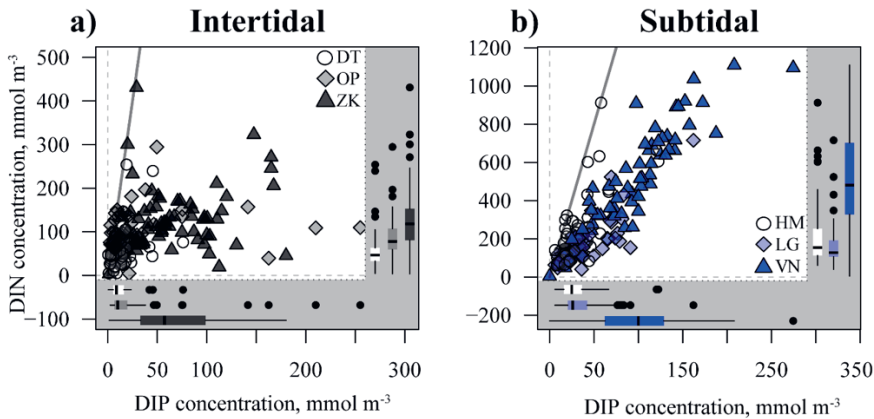 a) Intertidal
b) Subtidal
DIN concentration, mmol m⁻³
500
400
300
200
100
0
−100
DT
OP
ZK
0 50 100 200 300
DIP concentration, mmol m⁻³
1200
1000
800
600
400
200
0
−200
HM
LG
VN
0 50 150 250 350
DIP concentration, mmol m⁻³